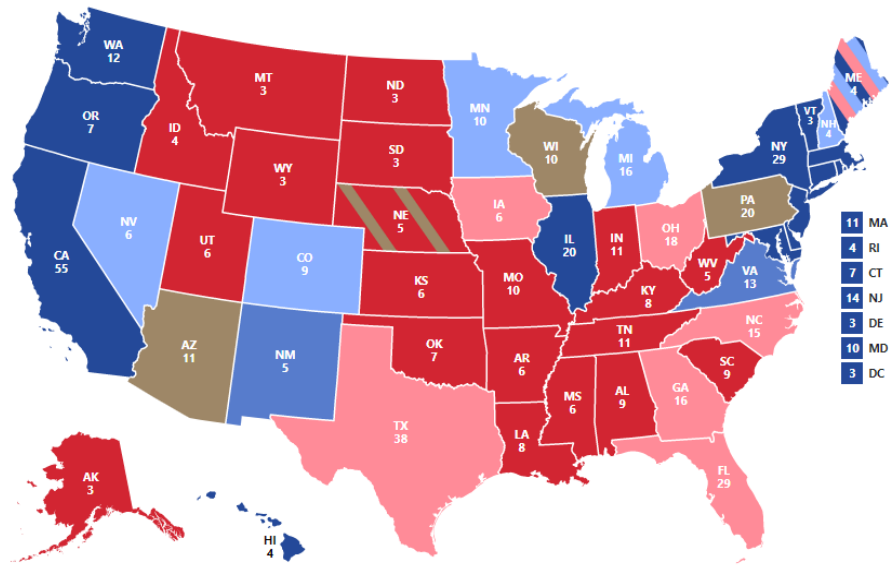 WA
12
OR
7
CA
55
NV
6
ID
4
MT
3
WY
3
UT
6
AZ
11
CO
9
NM
5
ND
3
SD
3
NE
5
KS
6
OK
7
TX
38
MN
10
IA
6
MO
10
AR
6
LA
8
WI
10
IL
20
MI
16
IN
11
OH
18
KY
8
TN
11
MS
6
AL
9
GA
16
FL
29
SC
9
NC
15
VA
13
WV
5
PA
20
NY
29
VT
3
NH
4
ME
4
AK
3
HI
4
11 MA
4 RI
7 CT
14 NJ
3 DE
10 MD
3 DC